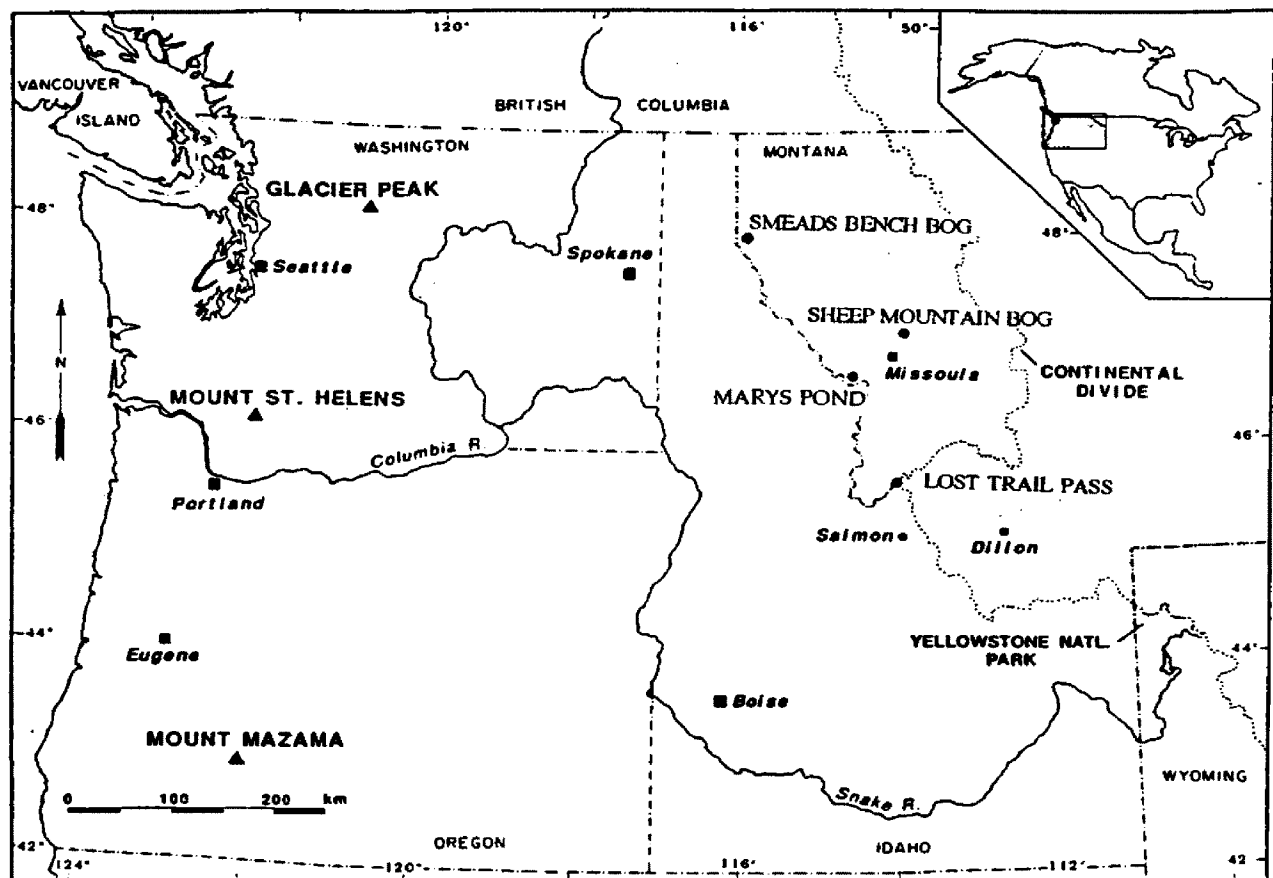 120°
116°
50°
VANCOUVER
ISLAND
BRITISH COLUMBIA
WASHINGTON
MONTANA
GLACIER PEAK
48°
48°
SMEADS BENCH BOG
Spokane
Seattle
SHEEP MOUNTAIN BOG
N
Missoula
CONTINENTAL
DIVIDE
MOUNT ST. HELENS
MARYS POND
46°
46°
Columbia R.
LOST TRAIL PASS
Portland
Salmon
Dillon
44°
Eugene
YELLOWSTONE NATL.
PARK
44°
Boise
MOUNT MAZAMA
WYOMING
0 100 200
km
Snake R.
OREGON
IDAHO
42°
124°
120°
116°
112°
42